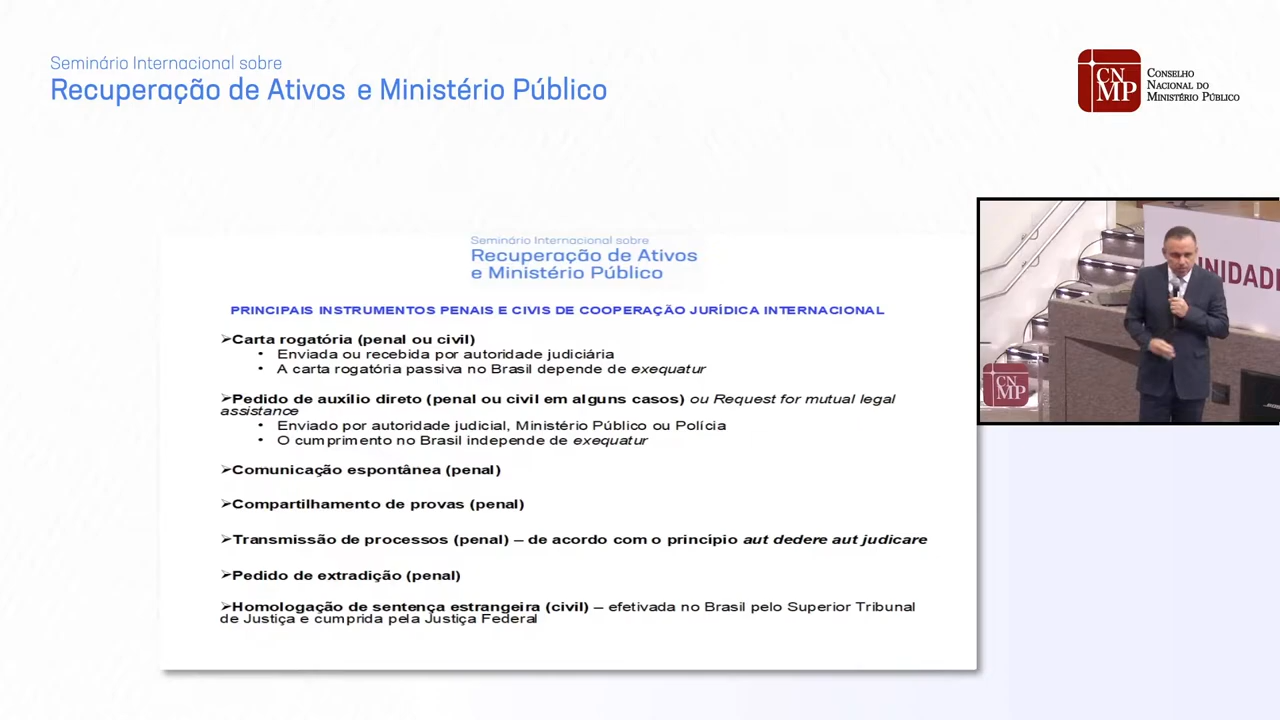 Seminário Internacional sobre
Recuperação de Ativos e Ministério Público
CN
MP
CONSELHO
NACIONAL DO
MINISTÉRIO PÚBLICO
Seminário Internacional sobre
Recuperação de Ativos
e Ministério Público
PRINCIPAIS INSTRUMENTOS PENAIS E CIVIS DE COOPERAÇÃO JURÍDICA INTERNACIONAL
➢Carta rogatória (penal ou civil)
• Enviada ou recebida por autoridade judiciária
• A carta rogatória passiva no Brasil depende de exequatur
➢Pedido de auxílio direto (penal ou civil em alguns casos) ou Request for mutual legal
assistance
• Enviado por autoridade judicial, Ministério Público ou Polícia
• O cumprimento no Brasil independe de exequatur
➢Comunicação espontânea (penal)
➢Compartilhamento de provas (penal)
➢Transmissão de processos (penal) – de acordo com o princípio aut dedere aut judicare
➢Pedido de extradição (penal)
➢Homologação de sentença estrangeira (civil) – efetivada no Brasil pelo Superior Tribunal
de Justiça e cumprida pela Justiça Federal
NIDADE
CN
MP